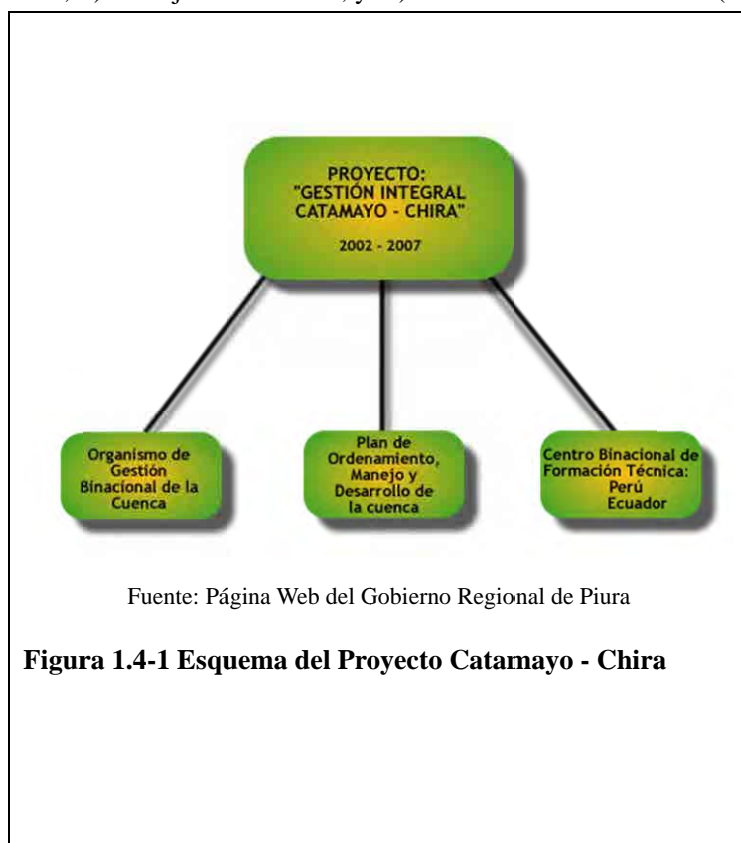 PROYECTO:
"GESTIÓN INTEGRAL
CATAMAYO - CHIRA"
2002 - 2007
Organismo de
Gestión
Binacional de la
Cuenca
Plan de
Ordenamiento,
Manejo y
Desarrollo de
la cuenca
Centro Binacional de
Formación Técnica:
Perú
Ecuador
Fuente: Página Web del Gobierno Regional de Piura
Figura 1.4-1 Esquema del Proyecto Catamayo - Chira